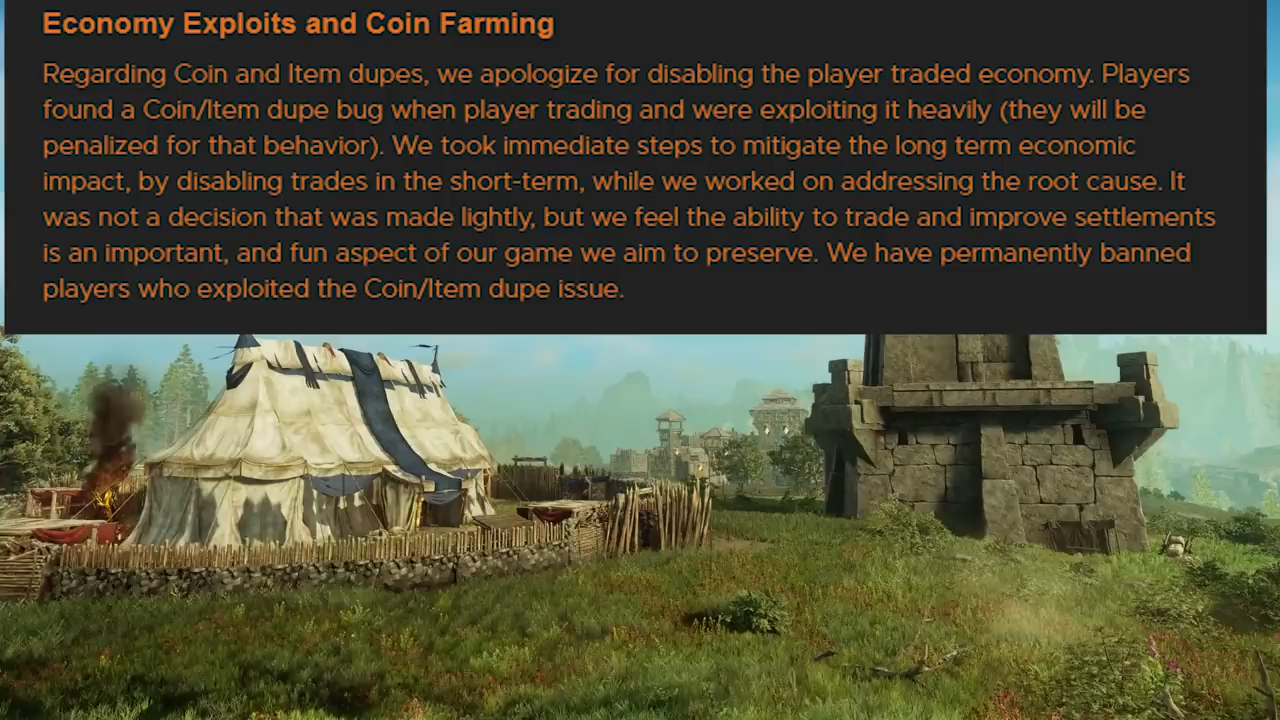 Economy Exploits and Coin Farming
Regarding Coin and Item dupes, we apologize for disabling the player traded economy. Players
found a Coin/Item dupe bug when player trading and were exploiting it heavily (they will be
penalized for that behavior). We took immediate steps to mitigate the long term economic
impact, by disabling trades in the short-term, while we worked on addressing the root cause. It
was not a decision that was made lightly, but we feel the ability to trade and improve settlements
is an important, and fun aspect of our game we aim to preserve. We have permanently banned
players who exploited the Coin/Item dupe issue.